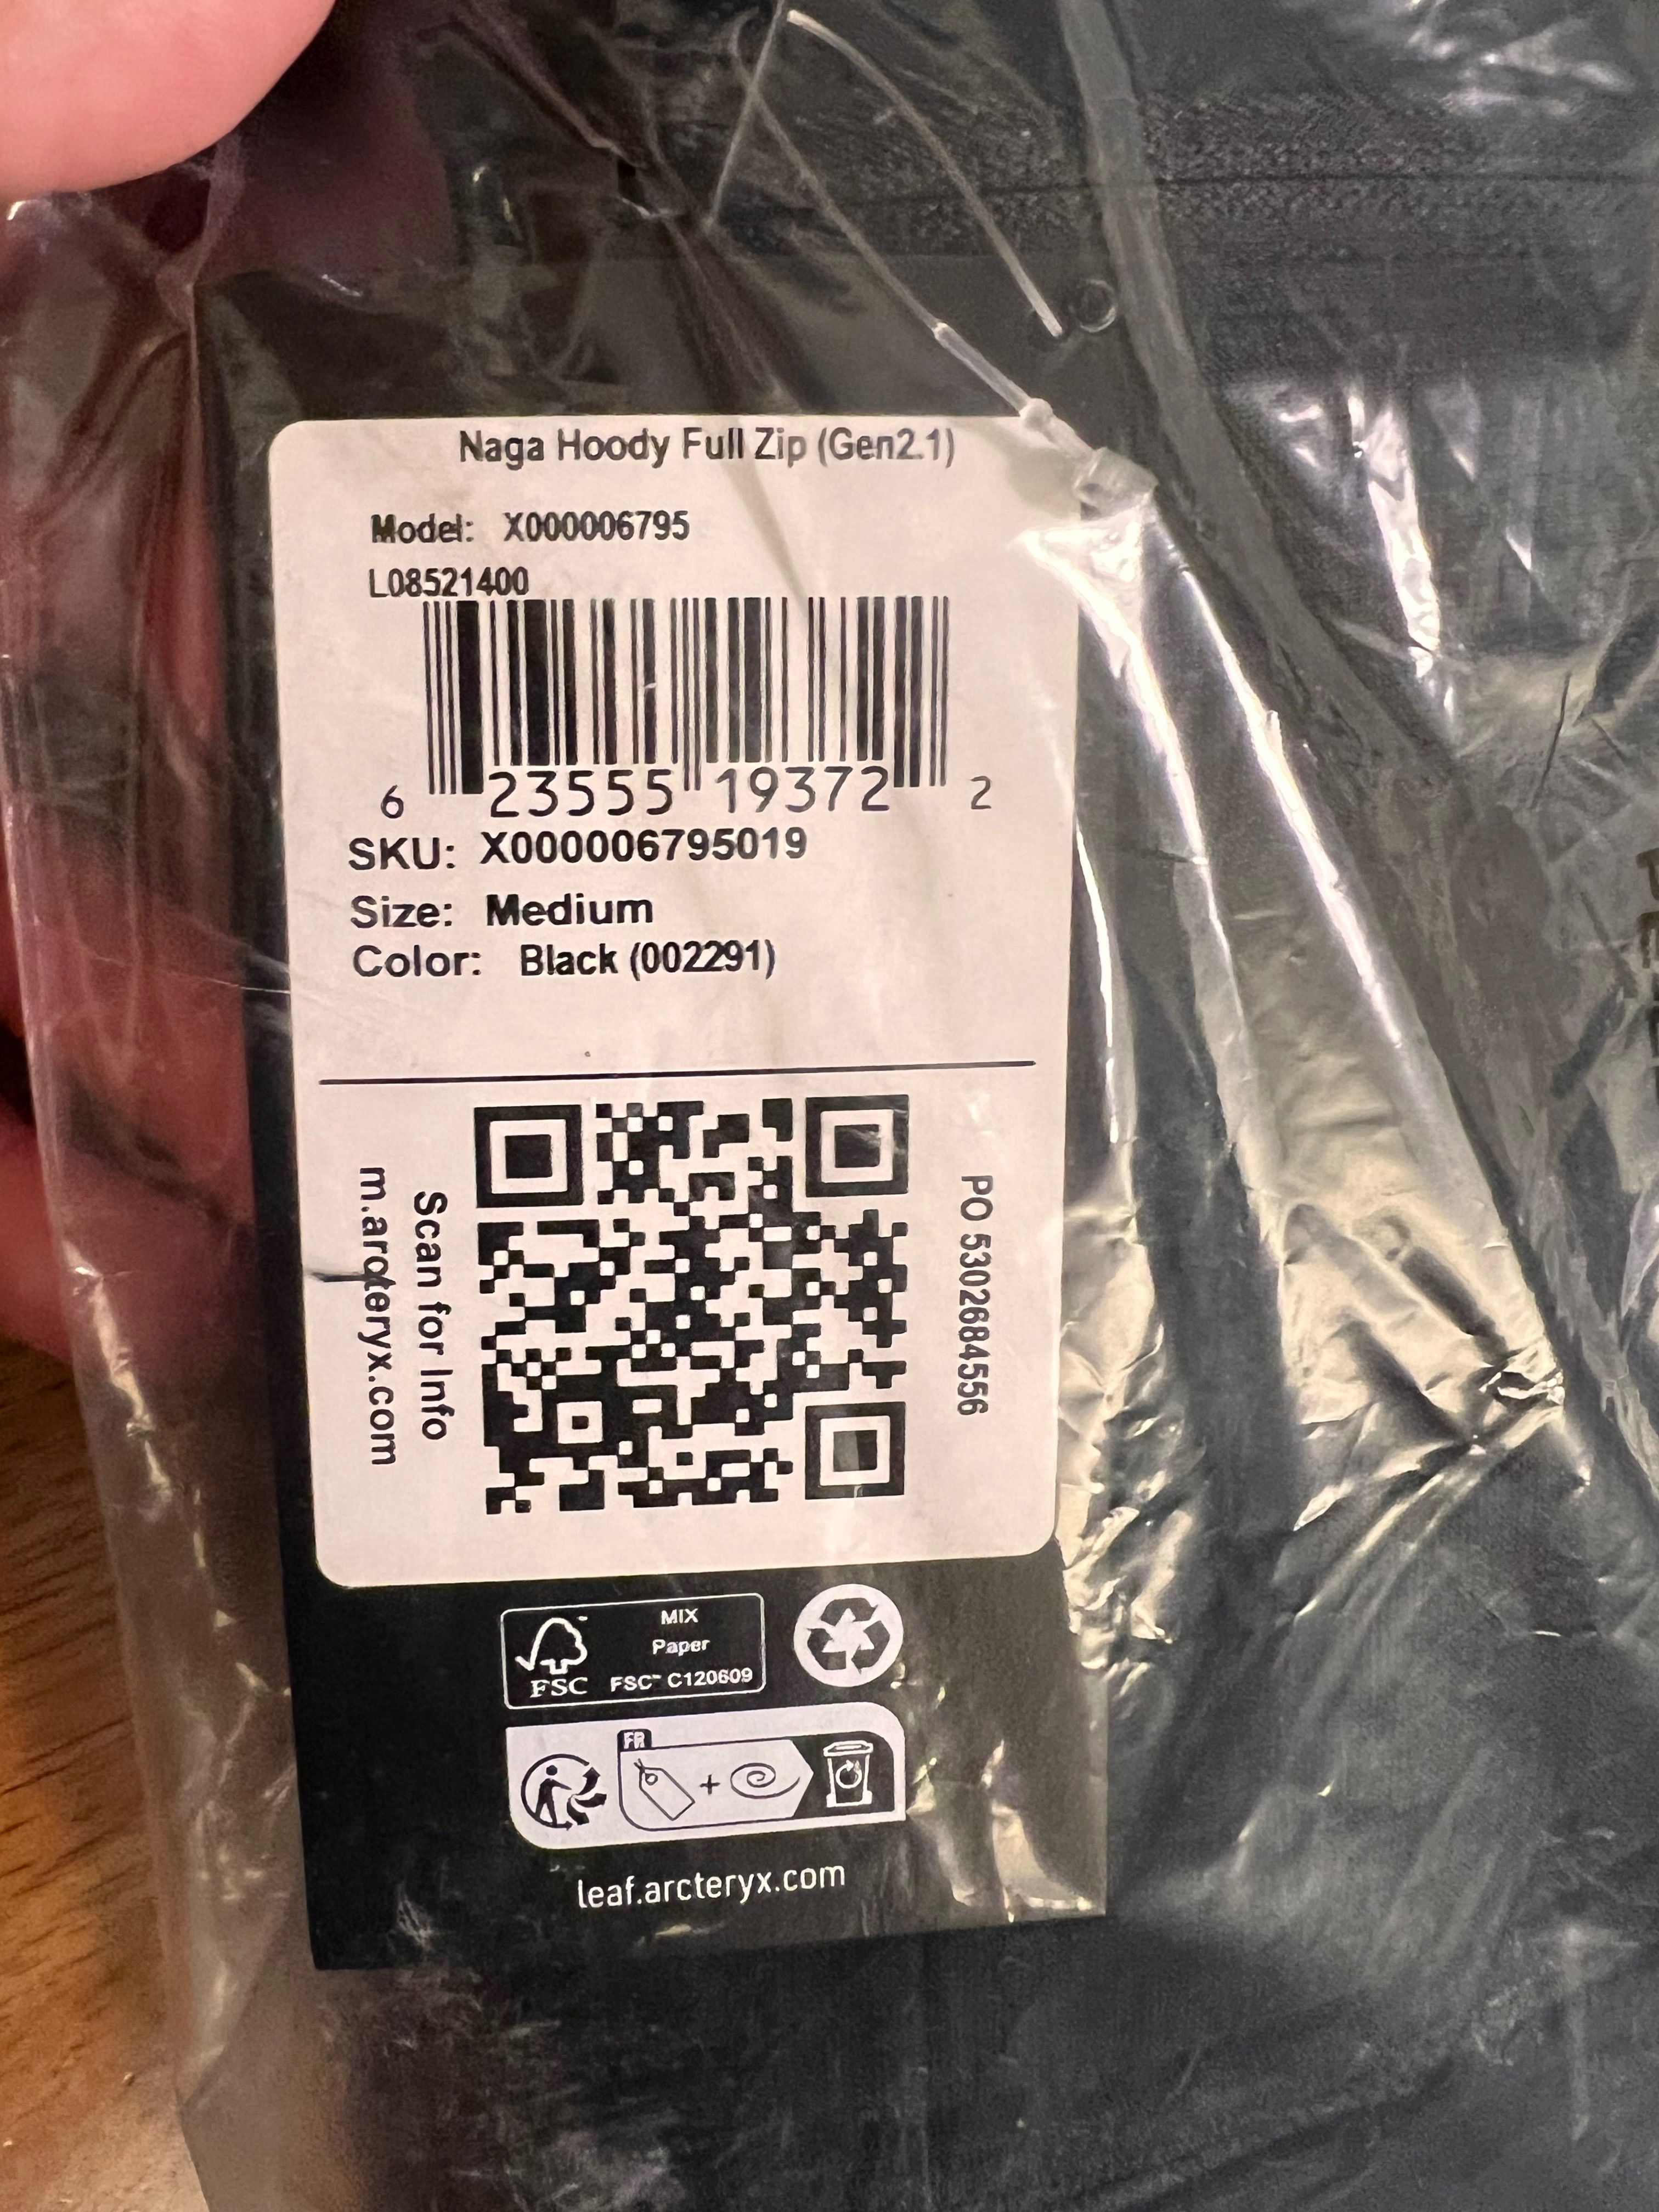 Naga Hoody Full Zip (Gen2.1)
Model: X000006795
L08521400
6 23555 19372 2
SKU: X000006795019
Size: Medium
Color: Black (002291)
PO 5302684556
Scan for Info
m.arcteryx.com
FSC
MIX
Paper
FSC™ C120609
FR
leaf.arcteryx.com